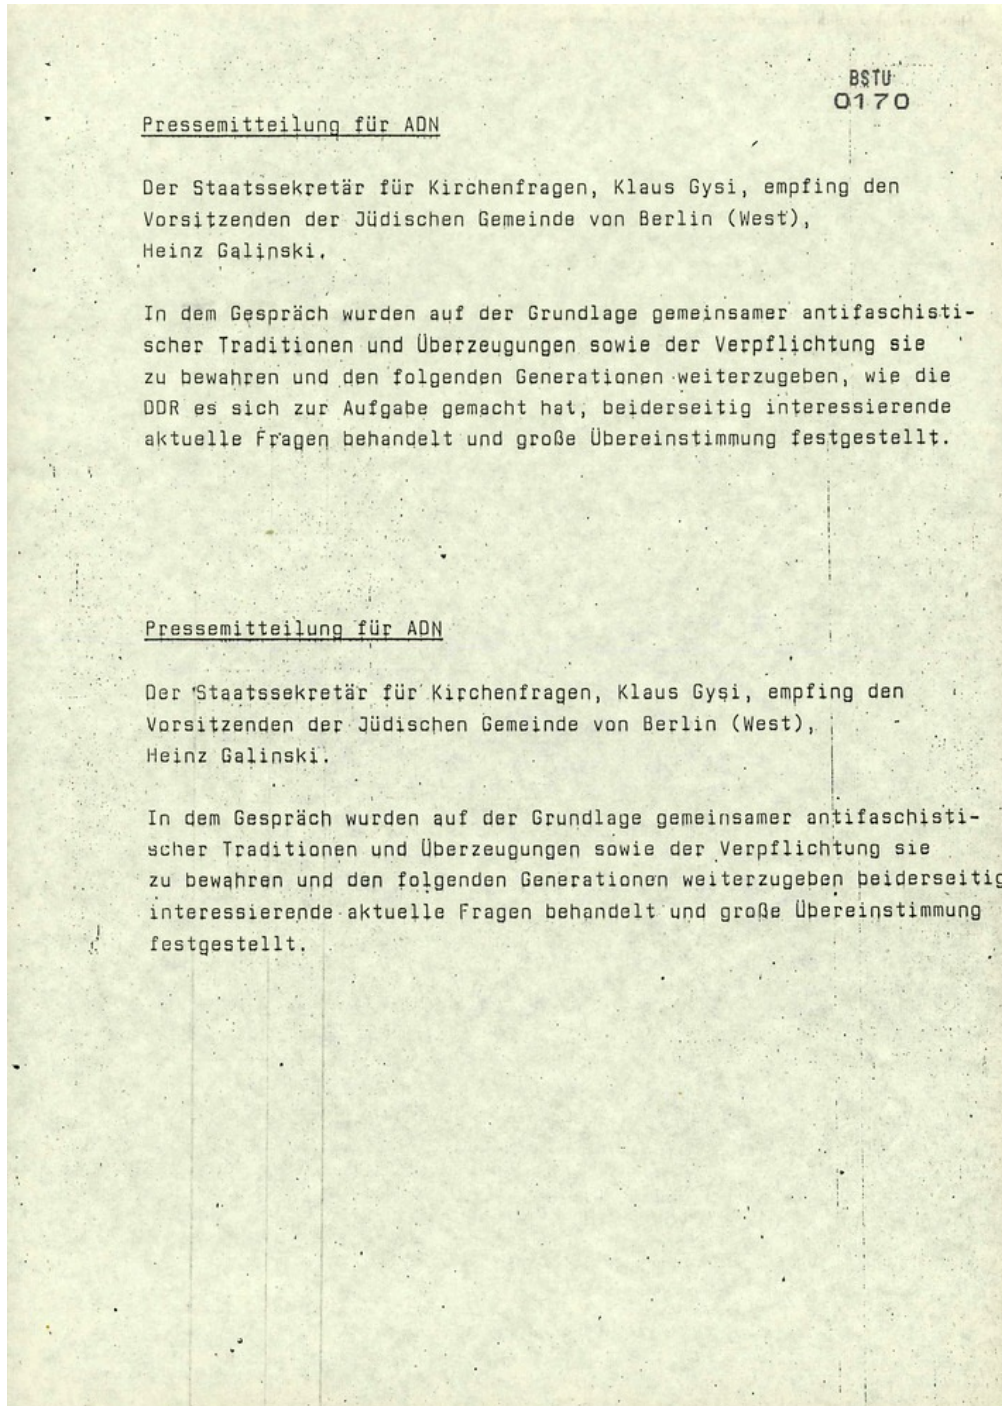 BSTU
0170
Pressemitteilung für ADN
Der Staatssekretär für Kirchenfragen, Klaus Gysi, empfing den
Vorsitzenden der Jüdischen Gemeinde von Berlin (West),
Heinz Galinski.
In dem Gespräch wurden auf der Grundlage gemeinsamer antifaschisti-
scher Traditionen und Überzeugungen sowie der Verpflichtung sie
zu bewahren und den folgenden Generationen weiterzugeben, wie die
DDR es sich zur Aufgabe gemacht hat, beiderseitig interessierende
aktuelle Fragen behandelt und große Übereinstimmung festgestellt.
Pressemitteilung für ADN
Der Staatssekretär für Kirchenfragen, Klaus Gysi, empfing den
Vorsitzenden der Jüdischen Gemeinde von Berlin (West),
Heinz Galinski.
In dem Gespräch wurden auf der Grundlage gemeinsamer antifaschisti-
scher Traditionen und Überzeugungen sowie der Verpflichtung sie
zu bewahren und den folgenden Generationen weiterzugeben beiderseitig
interessierende aktuelle Fragen behandelt und große Übereinstimmung
festgestellt.